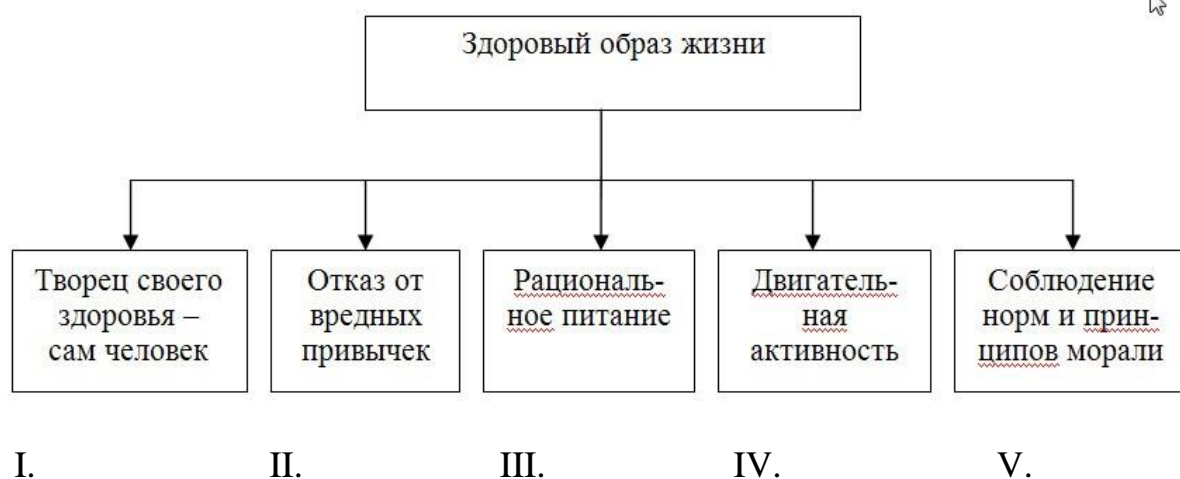 Здоровый образ жизни
Творец своего
здоровья –
сам человек
Отказ от
вредных
привычек
Рациональ-
ное питание
Двигатель-
ная
активность
Соблюдение
норм и прин-
ципов морали
I. II. III. IV. V.